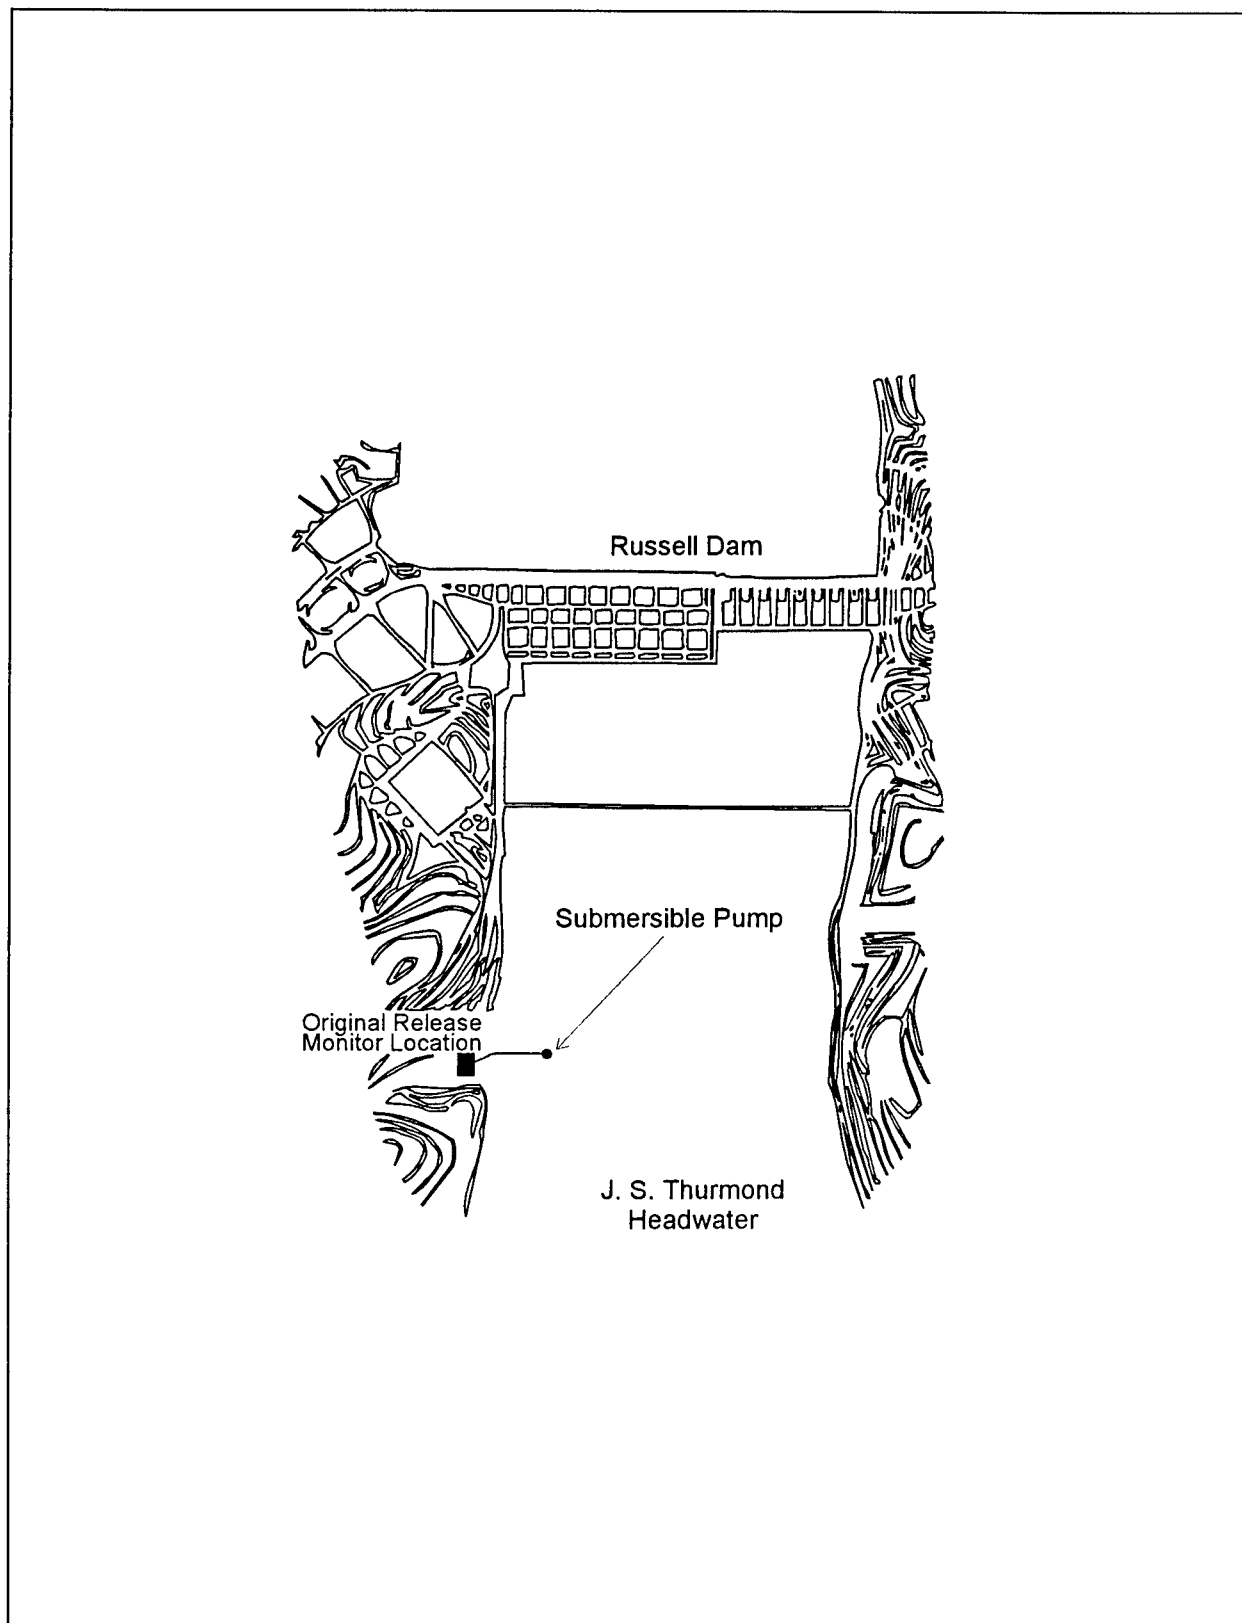 Russell Dam
Submersible Pump
Original Release
Monitor Location
J. S. Thurmond
Headwater